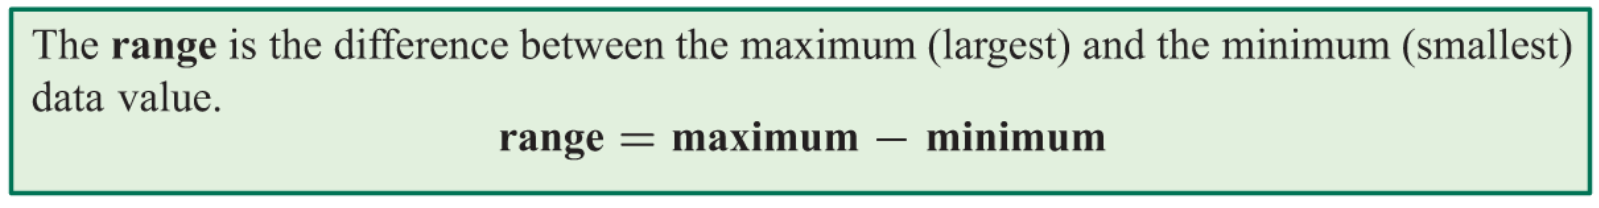 The range is the difference between the maximum (largest) and the minimum (smallest)
data value.
range = maximum − minimum